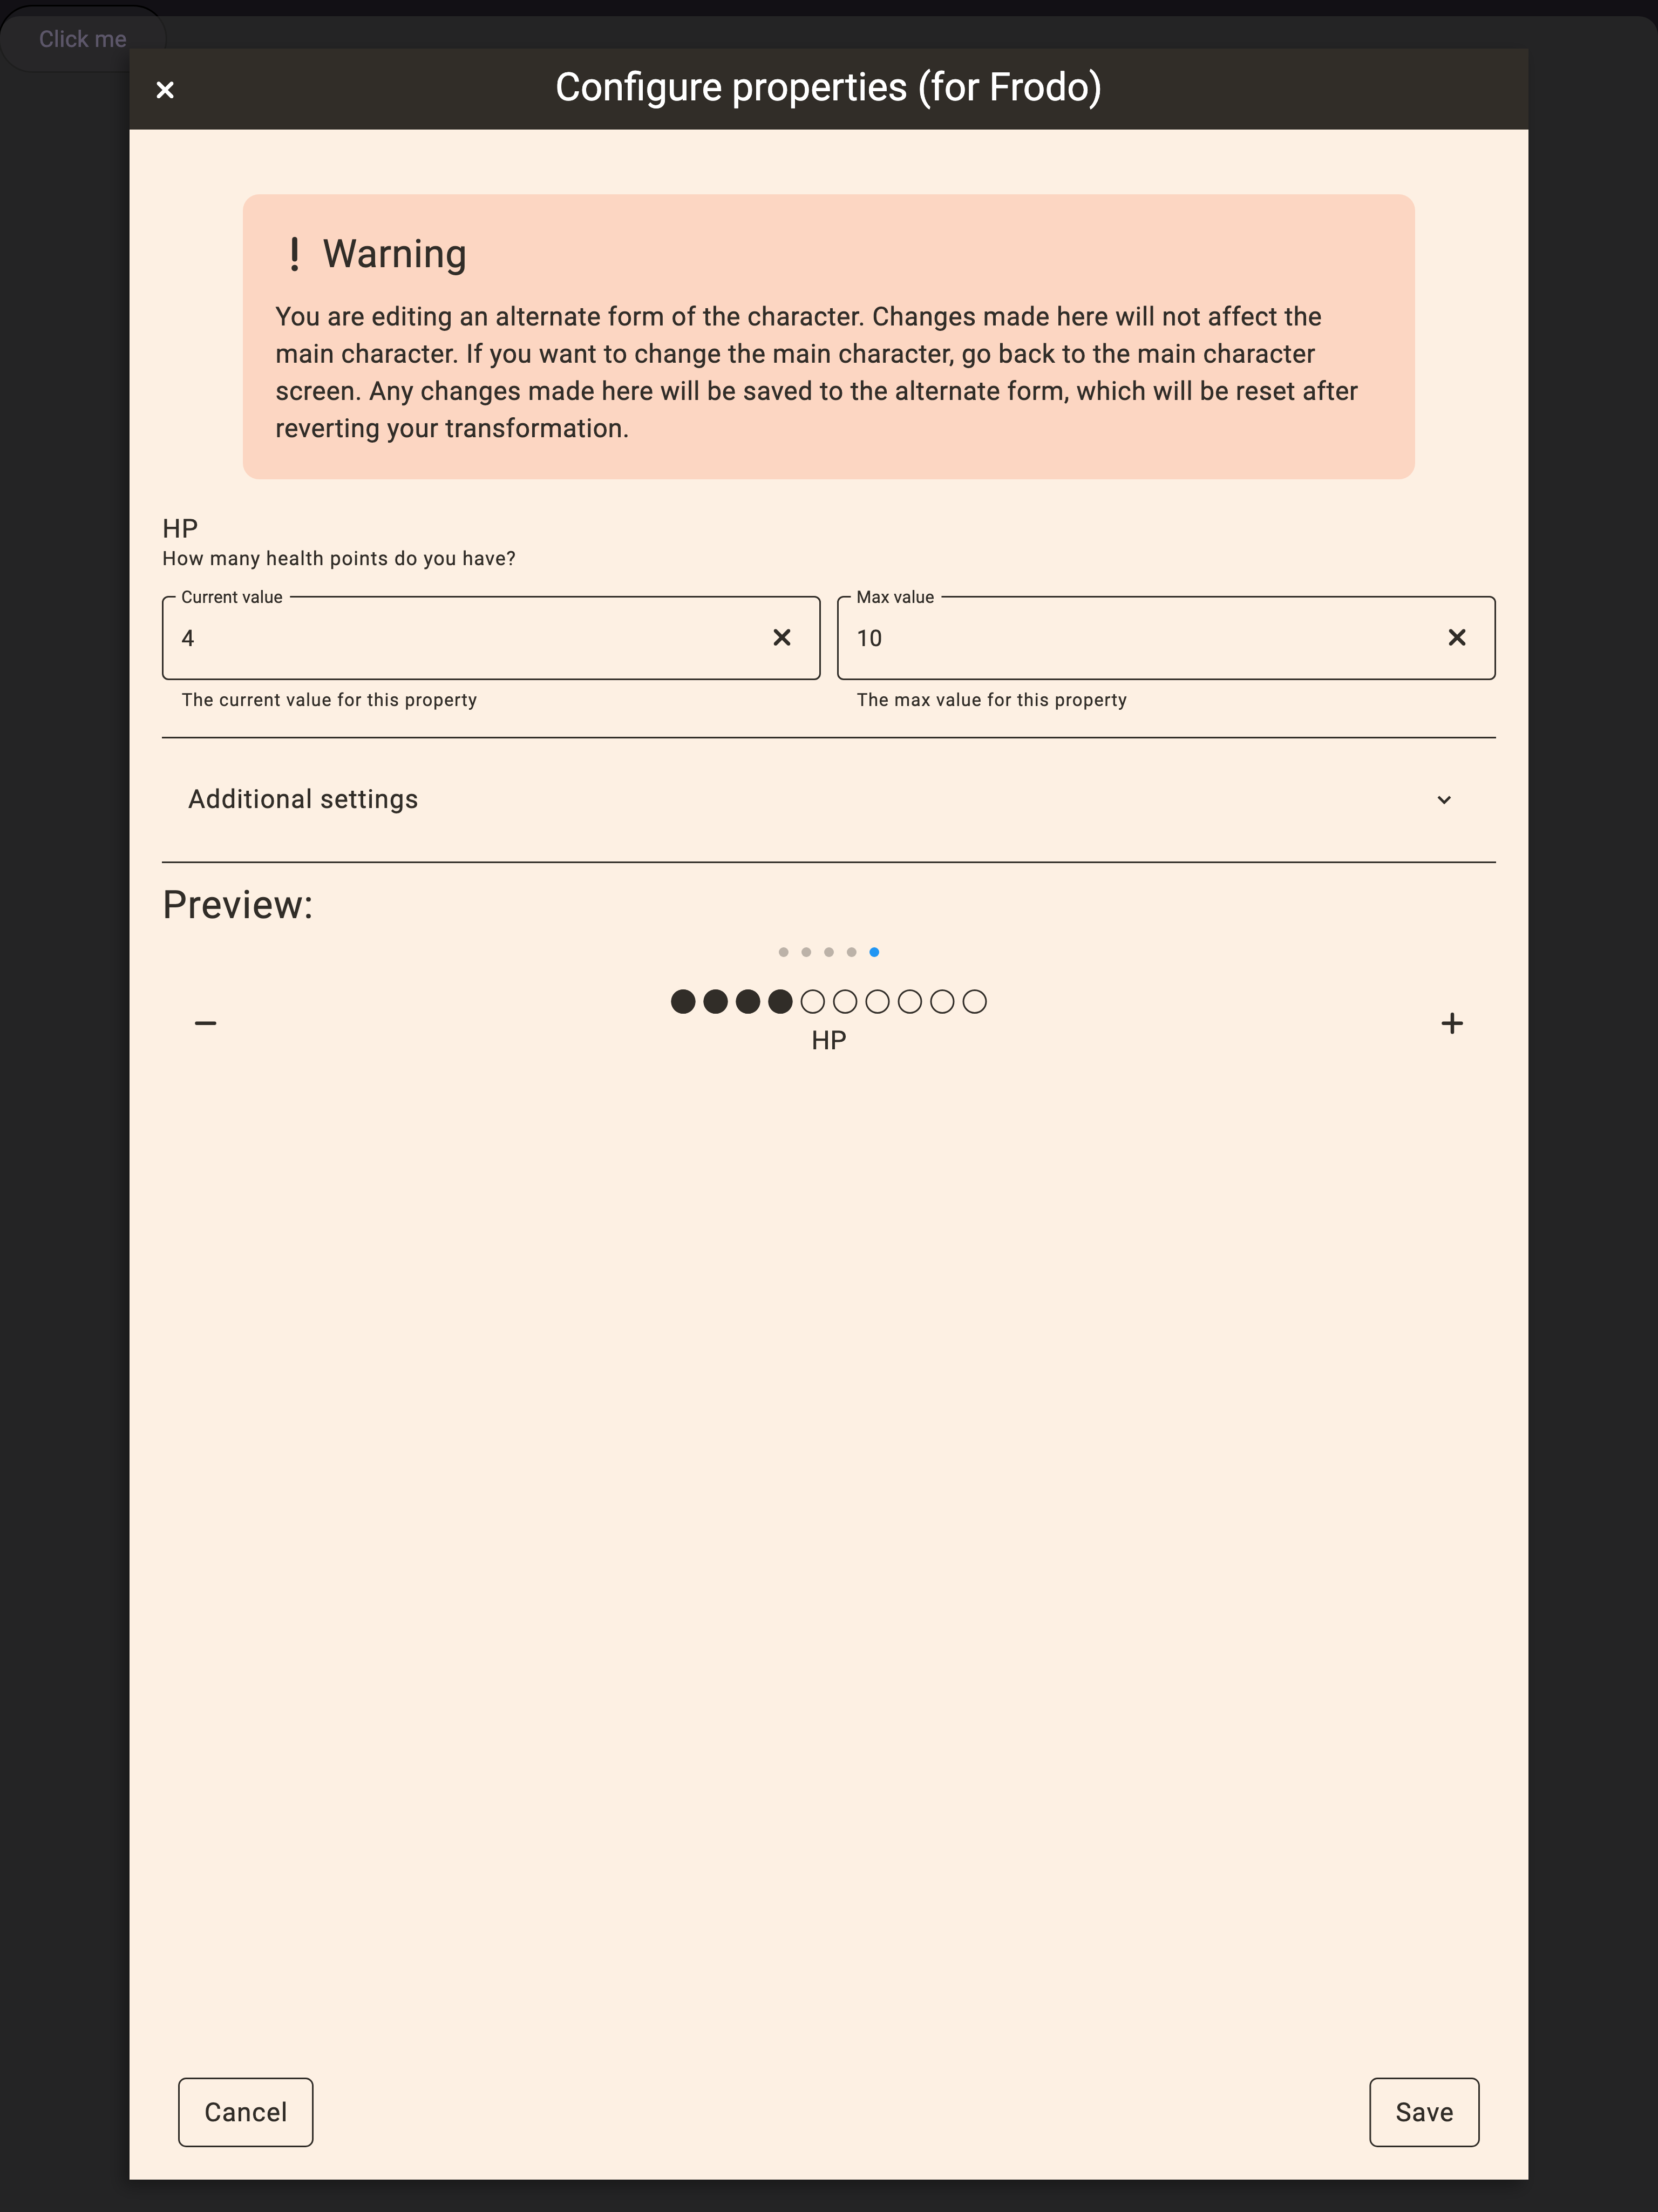 Click me
Configure properties (for Frodo)
Warning
You are editing an alternate form of the character. Changes made here will not affect the
main character. If you want to change the main character, go back to the main character
screen. Any changes made here will be saved to the alternate form, which will be reset after
reverting your transformation.
HP
How many health points do you have?
Current value
4
The current value for this property
Max value
10
The max value for this property
Additional settings
Preview:
HP
Cancel
Save